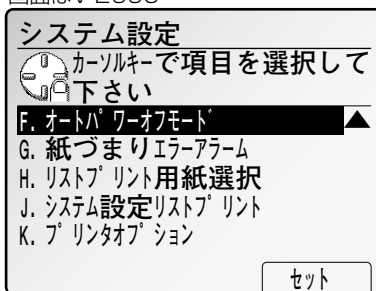 システム設定
カーソルキーで項目を選択して
下さい
F. オートパワーオフモード
G. 紙づまりエラーアラーム
H. リストプリント用紙選択
J. システム設定リストプリント
K. プリンタオプション
セット